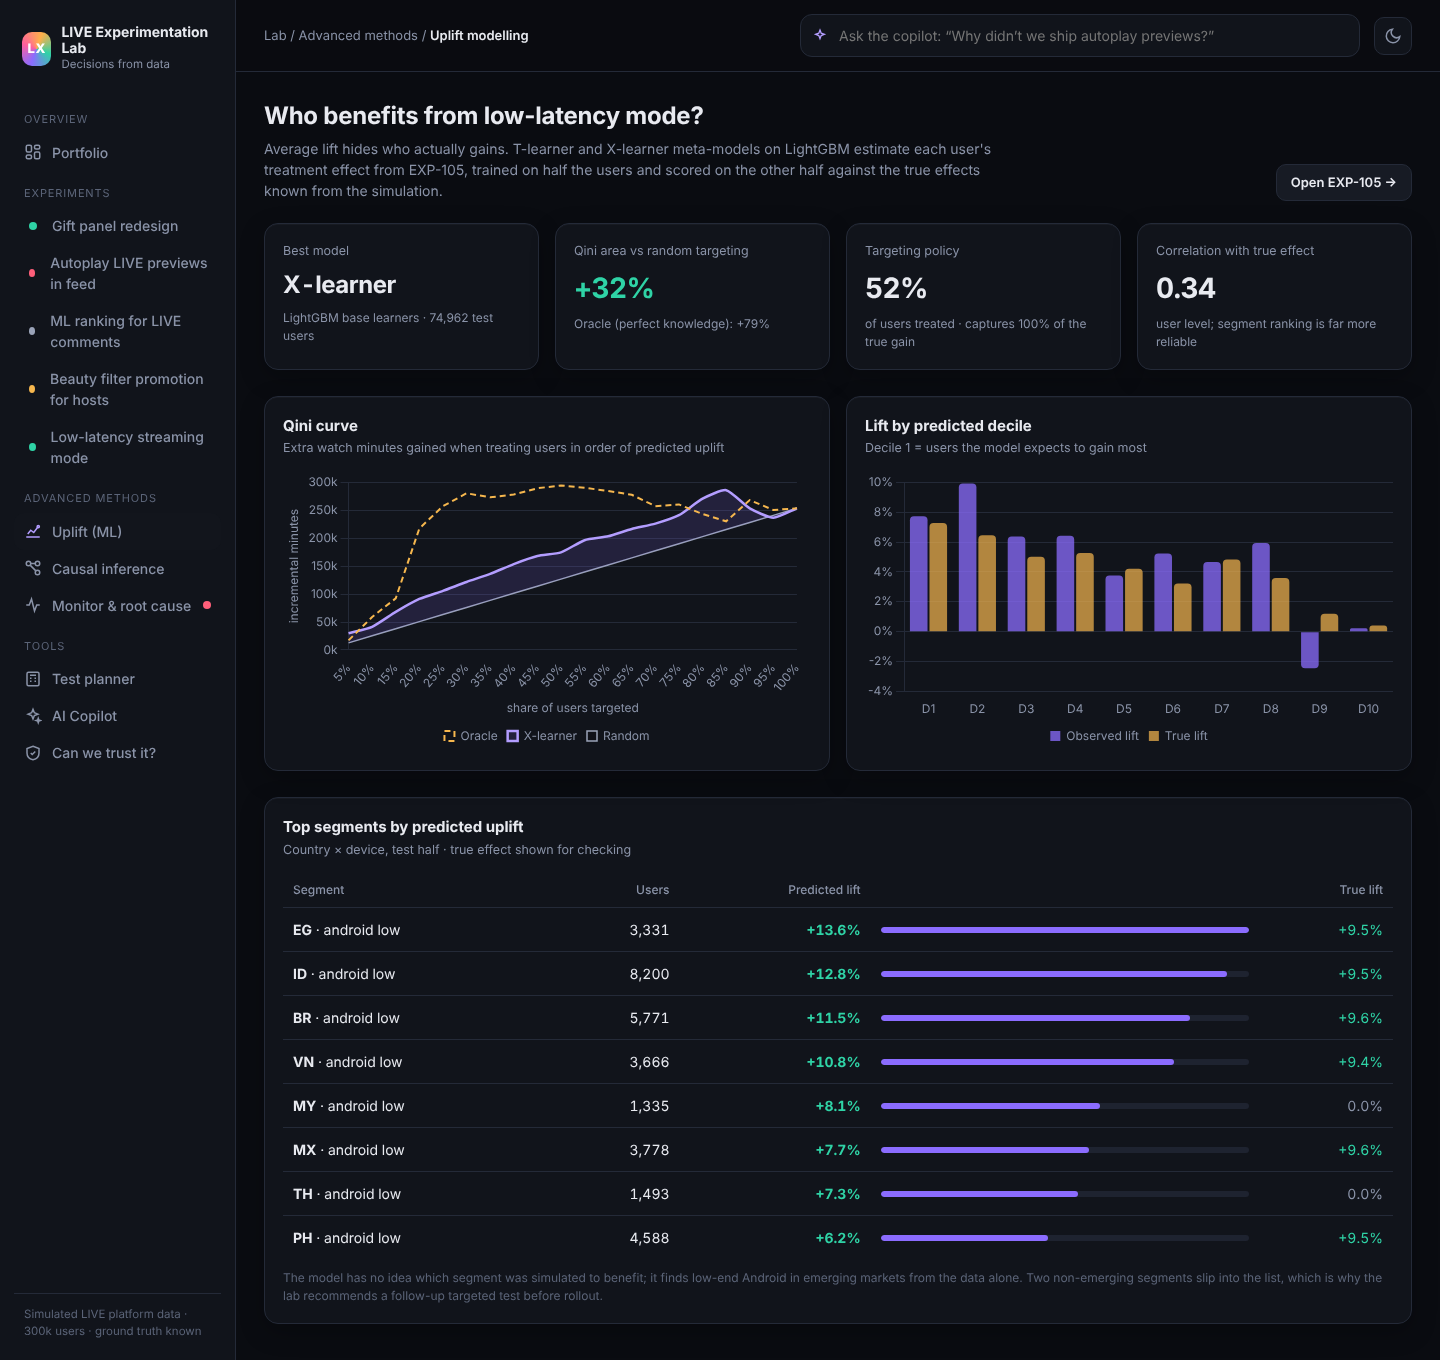 LX
LIVE Experimentation
Lab
Decisions from data
OVERVIEW
Portfolio
EXPERIMENTS
Gift panel redesign
Autoplay LIVE previews
in feed
ML ranking for LIVE
comments
Beauty filter promotion
for hosts
Low-latency streaming
mode
ADVANCED METHODS
Uplift (ML)
Causal inference
Monitor & root cause
TOOLS
Test planner
AI Copilot
Can we trust it?
Simulated LIVE platform data ·
300k users · ground truth known
Lab / Advanced methods / Uplift modelling
Ask the copilot: “Why didn’t we ship autoplay previews?”
Who benefits from low-latency mode?
Average lift hides who actually gains. T-learner and X-learner meta-models on LightGBM estimate each user's
treatment effect from EXP-105, trained on half the users and scored on the other half against the true effects
known from the simulation.
Open EXP-105 →
Best model
X-learner
LightGBM base learners · 74,962 test
users
Qini area vs random targeting
+32%
Oracle (perfect knowledge): +79%
Targeting policy
52%
of users treated · captures 100% of the
true gain
Correlation with true effect
0.34
user level; segment ranking is far more
reliable
Qini curve
Extra watch minutes gained when treating users in order of predicted uplift
incremental minutes
300k
250k
200k
150k
100k
50k
0k
5% 10% 15% 20% 25% 30% 35% 40% 45% 50% 55% 60% 65% 70% 75% 80% 85% 90% 95% 100%
share of users targeted
Oracle X-learner Random
Lift by predicted decile
Decile 1 = users the model expects to gain most
10%
8%
6%
4%
2%
0%
-2%
-4%
D1 D2 D3 D4 D5 D6 D7 D8 D9 D10
Observed lift True lift
Top segments by predicted uplift
Country × device, test half · true effect shown for checking
Segment Users Predicted lift True lift
EG · android low 3,331 +13.6% +9.5%
ID · android low 8,200 +12.8% +9.5%
BR · android low 5,771 +11.5% +9.6%
VN · android low 3,666 +10.8% +9.4%
MY · android low 1,335 +8.1% 0.0%
MX · android low 3,778 +7.7% +9.6%
TH · android low 1,493 +7.3% 0.0%
PH · android low 4,588 +6.2% +9.5%
The model has no idea which segment was simulated to benefit; it finds low-end Android in emerging markets from the data alone. Two non-emerging segments slip into the list, which is why the
lab recommends a follow-up targeted test before rollout.